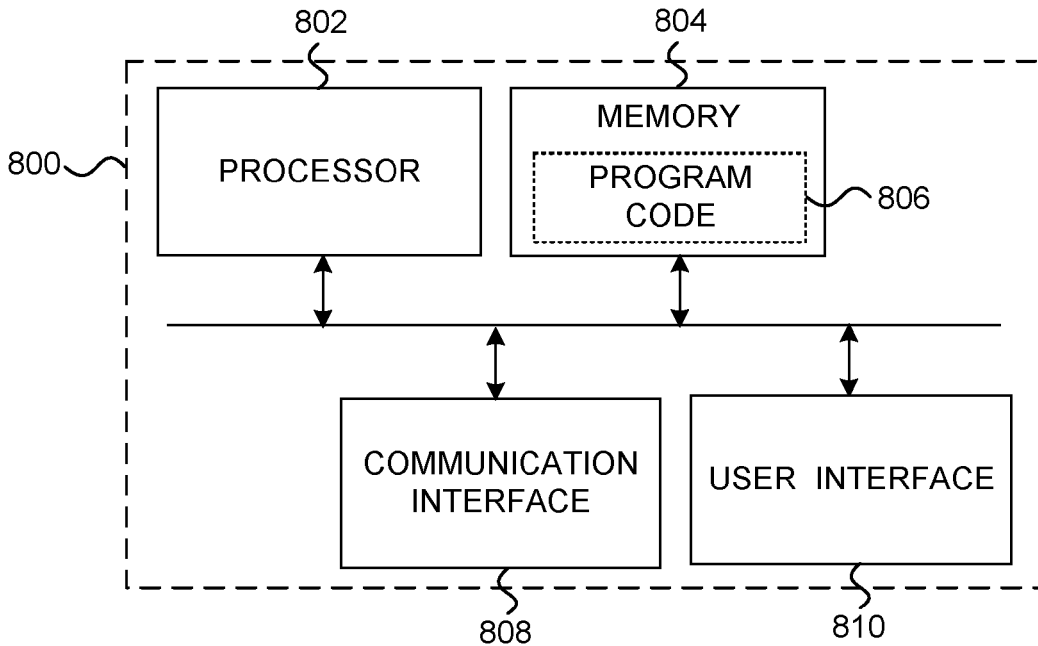 802
804
800
PROCESSOR
MEMORY
PROGRAM
CODE
806
COMMUNICATION
INTERFACE
USER INTERFACE
808
810